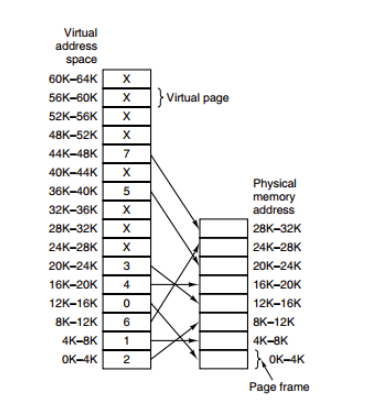 Virtual
address
space
60K–64K X
56K–60K X Virtual page
52K–56K X
48K–52K X
44K–48K 7
40K–44K X
36K–40K 5
32K–36K X
28K–32K X
24K–28K X
20K–24K 3
16K–20K 4
12K–16K 0
8K–12K 6
4K–8K 1
0K–4K 2
Physical
memory
address
28K–32K
24K–28K
20K–24K
16K–20K
12K–16K
8K–12K
4K–8K
0K–4K
Page frame